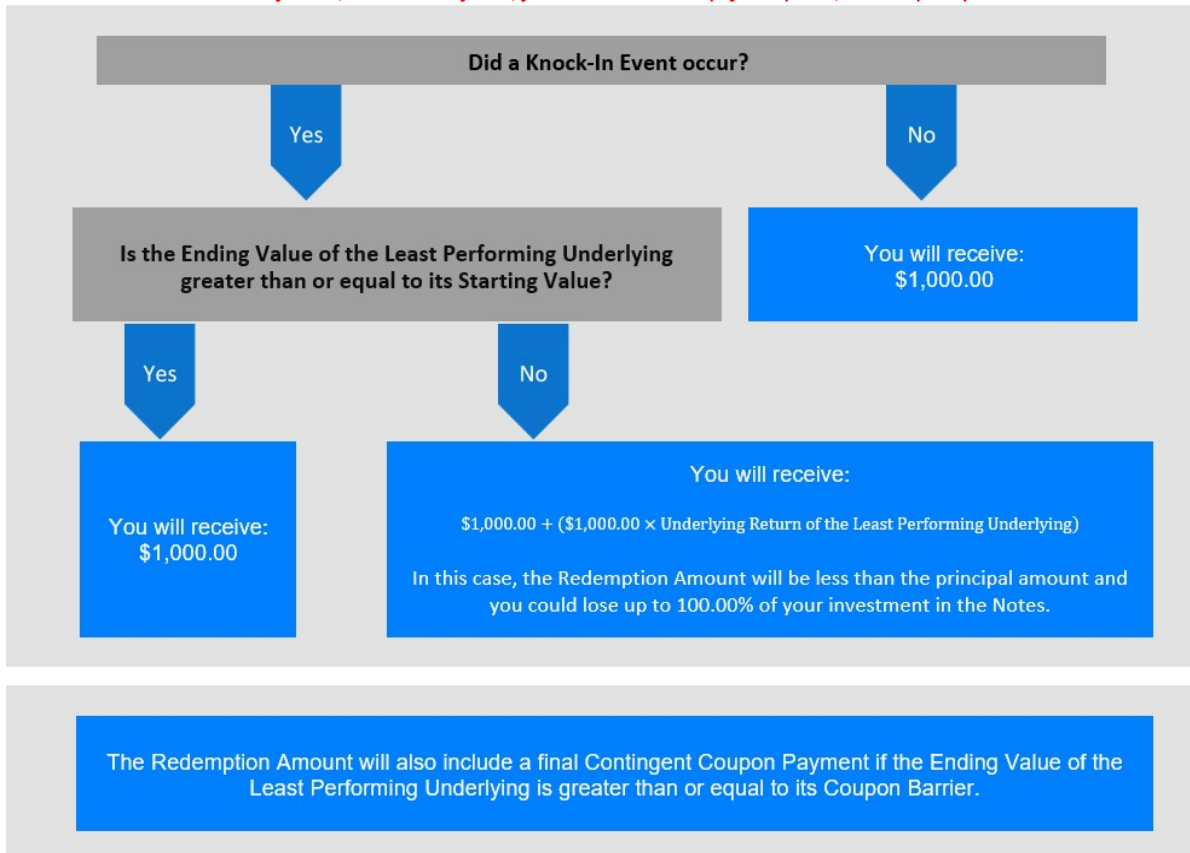 Did a Knock-In Event occur?
Yes
No
Is the Ending Value of the Least Performing Underlying
greater than or equal to its Starting Value?
You will receive:
$1,000.00
Yes
No
You will receive:
$1,000.00
You will receive:
$1,000.00 + ($1,000.00 × Underlying Return of the Least Performing Underlying)
In this case, the Redemption Amount will be less than the principal amount and
you could lose up to 100.00% of your investment in the Notes.
The Redemption Amount will also include a final Contingent Coupon Payment if the Ending Value of the
Least Performing Underlying is greater than or equal to its Coupon Barrier.